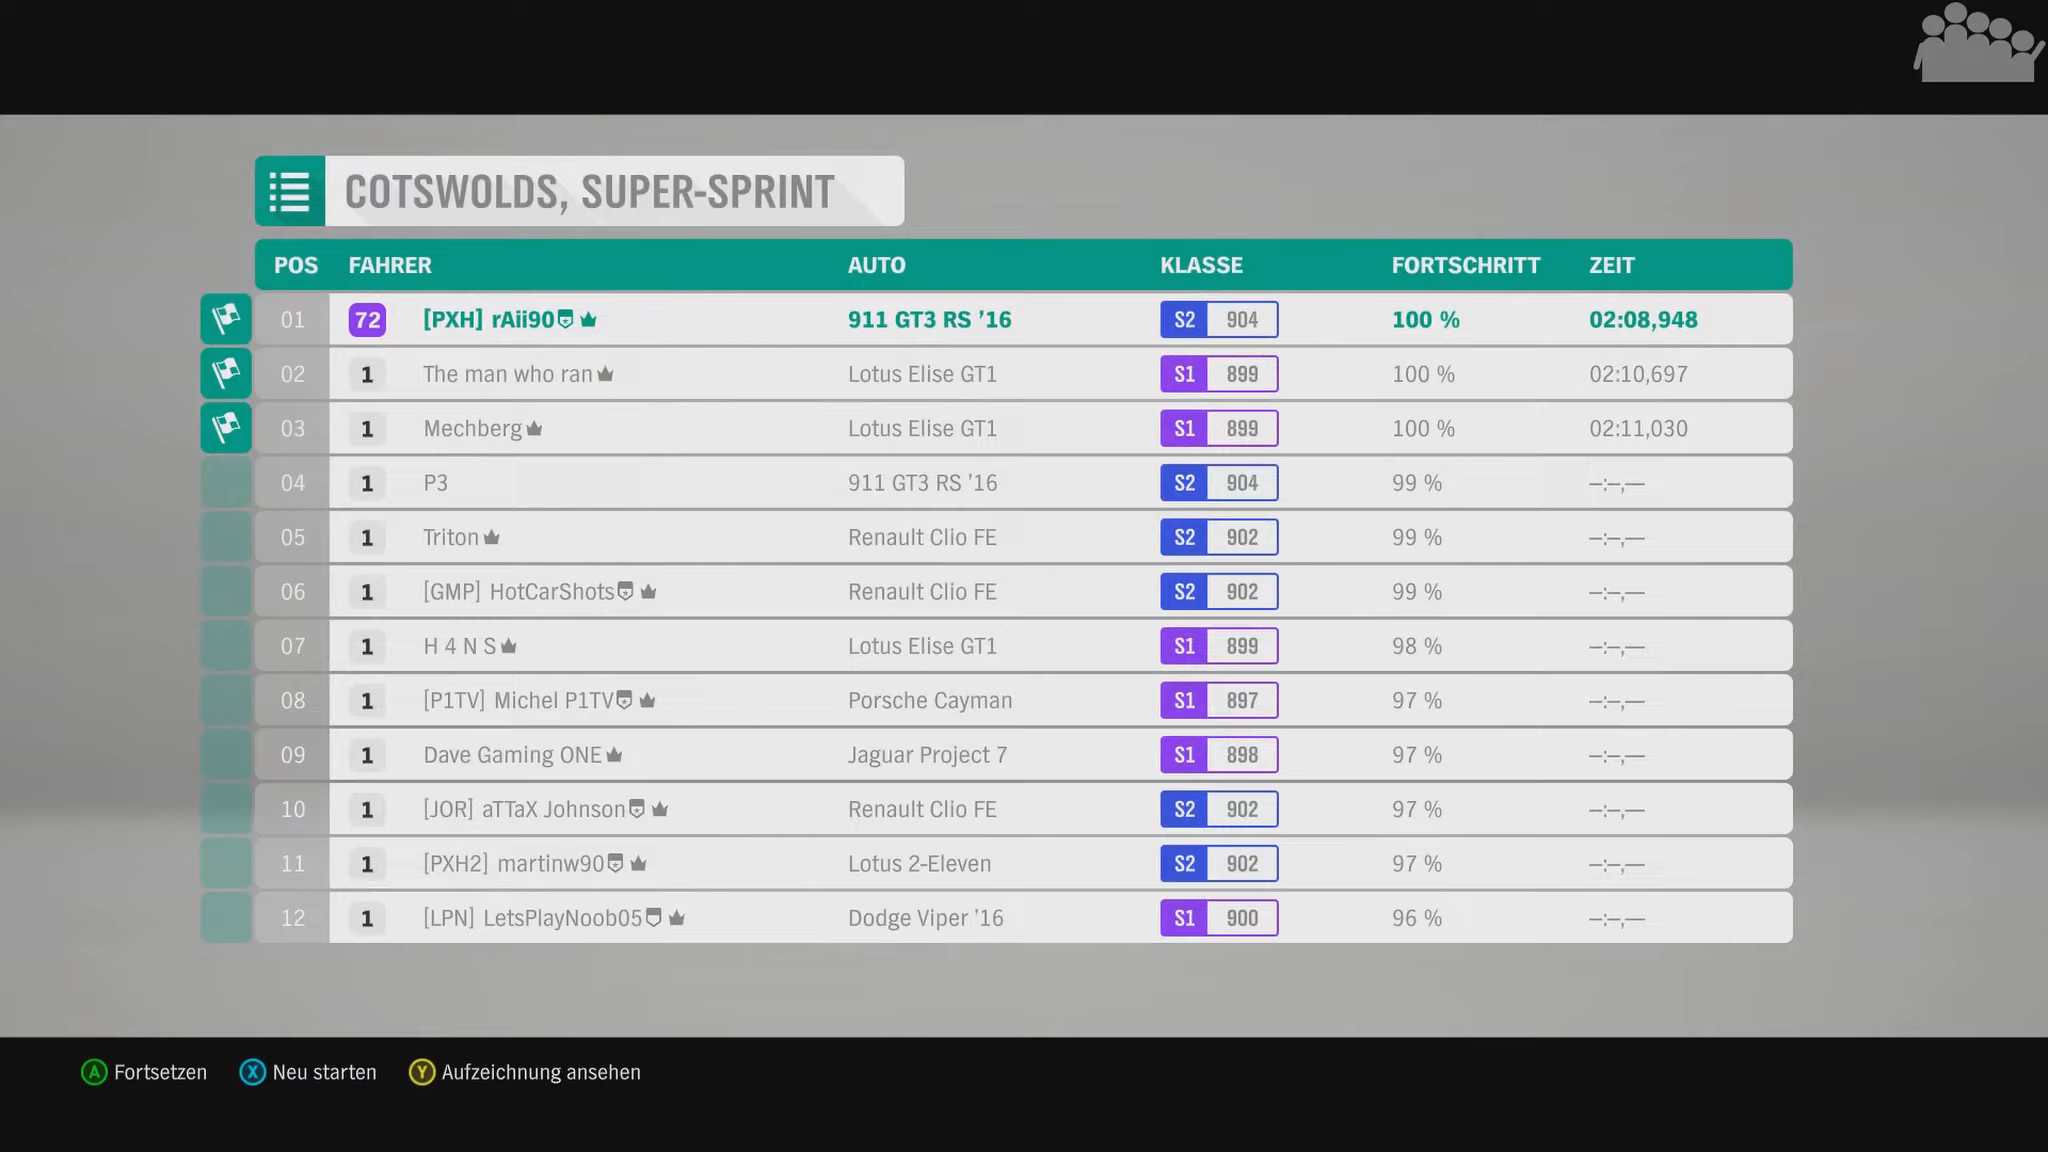 COTSWOLDS, SUPER-SPRINT
POS FAHRER AUTO KLASSE FORTSCHRITT ZEIT
01 72 [PXH] rAii90 911 GT3 RS ’16 S2 904 100 % 02:08,948
02 1 The man who ran Lotus Elise GT1 S1 899 100 % 02:10,697
03 1 Mechberg Lotus Elise GT1 S1 899 100 % 02:11,030
04 1 P3 911 GT3 RS ’16 S2 904 99 % –:–,––
05 1 Triton Renault Clio FE S2 902 99 % –:–,––
06 1 [GMP] HotCarShots Renault Clio FE S2 902 99 % –:–,––
07 1 H 4 N S Lotus Elise GT1 S1 899 98 % –:–,––
08 1 [P1TV] Michel P1TV Porsche Cayman S1 897 97 % –:–,––
09 1 Dave Gaming ONE Jaguar Project 7 S1 898 97 % –:–,––
10 1 [JOR] aTTaX Johnson Renault Clio FE S2 902 97 % –:–,––
11 1 [PXH2] martinw90 Lotus 2-Eleven S2 902 97 % –:–,––
12 1 [LPN] LetsPlayNoob05 Dodge Viper ’16 S1 900 96 % –:–,––
A Fortsetzen X Neu starten Y Aufzeichnung ansehen